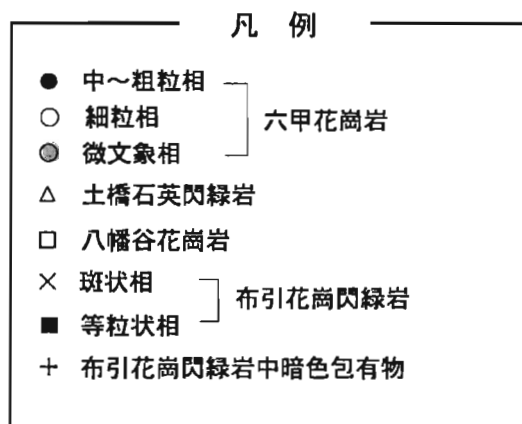 凡例
中～粗粒相
細粒相
六甲花崗岩
微文象相
土橋石英閃緑岩
八幡谷花崗岩
斑状相
布引花崗閃緑岩
等粒状相
布引花崗閃緑岩中暗色包有物